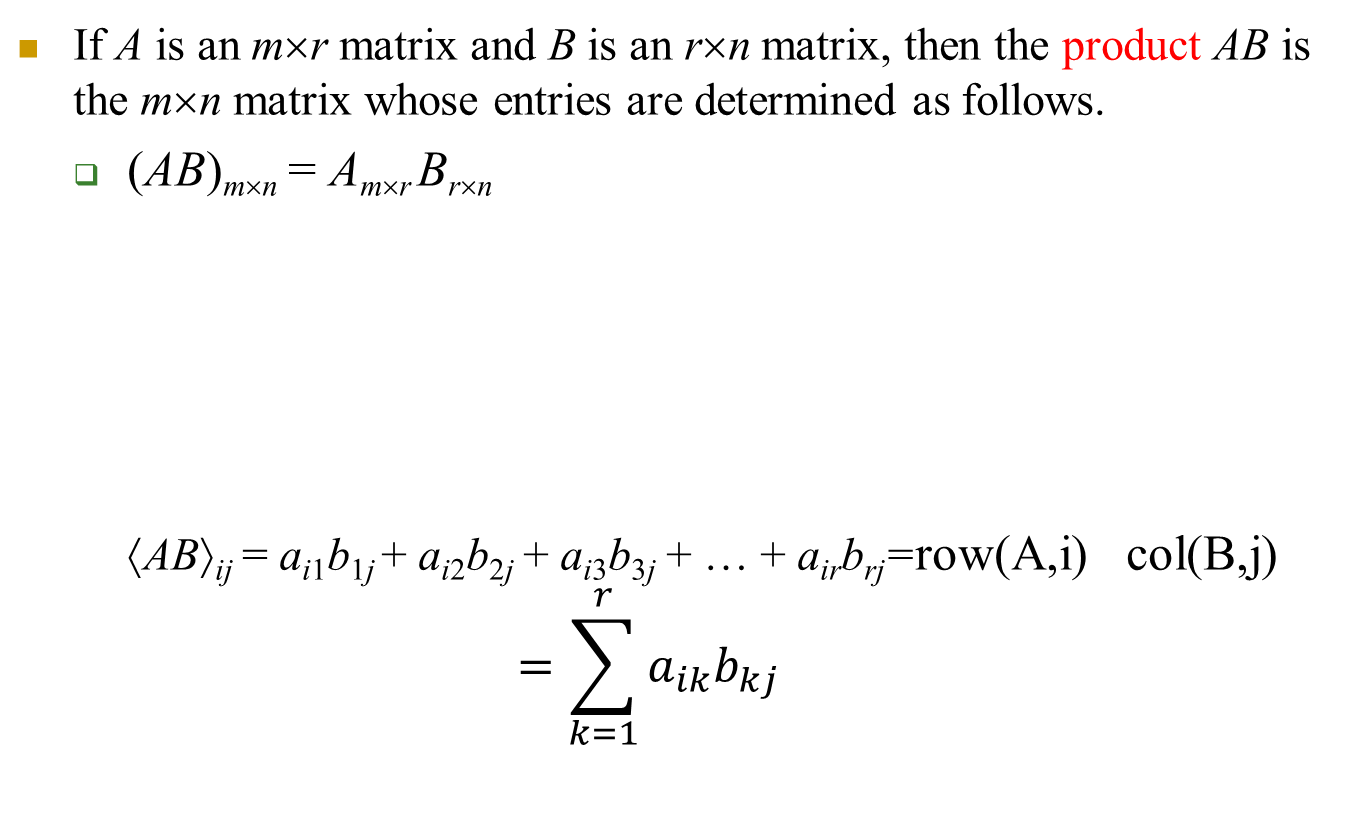 ■ If A is an m×r matrix and B is an r×n matrix, then the product AB is
the m×n matrix whose entries are determined as follows.
❑ (AB)ₘ×ₙ = Aₘ×ᵣ Bᵣ×ₙ
⟨AB⟩ij = ai1b1j + ai2b2j + ai3b3j + … + airbrj=row(A,i) col(B,j)
= ∑_{k=1}^{r} aikbkj